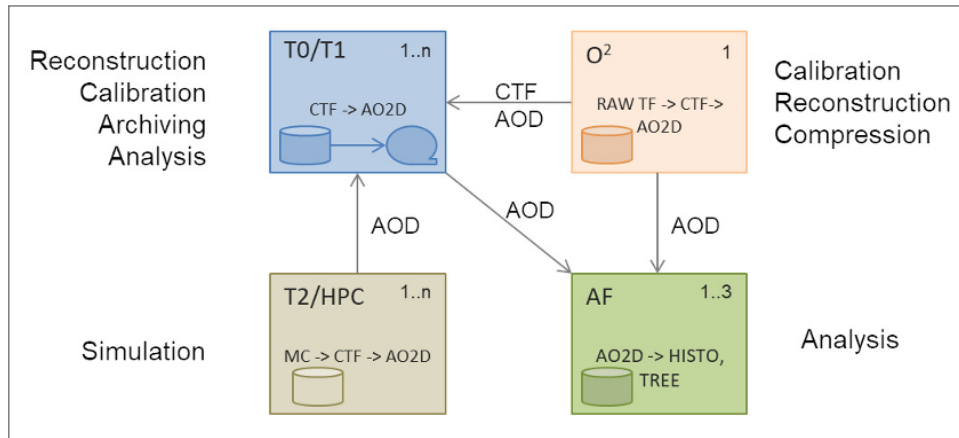 Reconstruction
Calibration
Archiving
Analysis
T0/T1
1..n
CTF -> AO2D
CTF
AOD
O²
1
RAW TF -> CTF->
AO2D
Calibration
Reconstruction
Compression
AOD
AOD
AOD
Simulation
T2/HPC
1..n
MC -> CTF -> AO2D
AF
1..3
AO2D -> HISTO,
TREE
Analysis